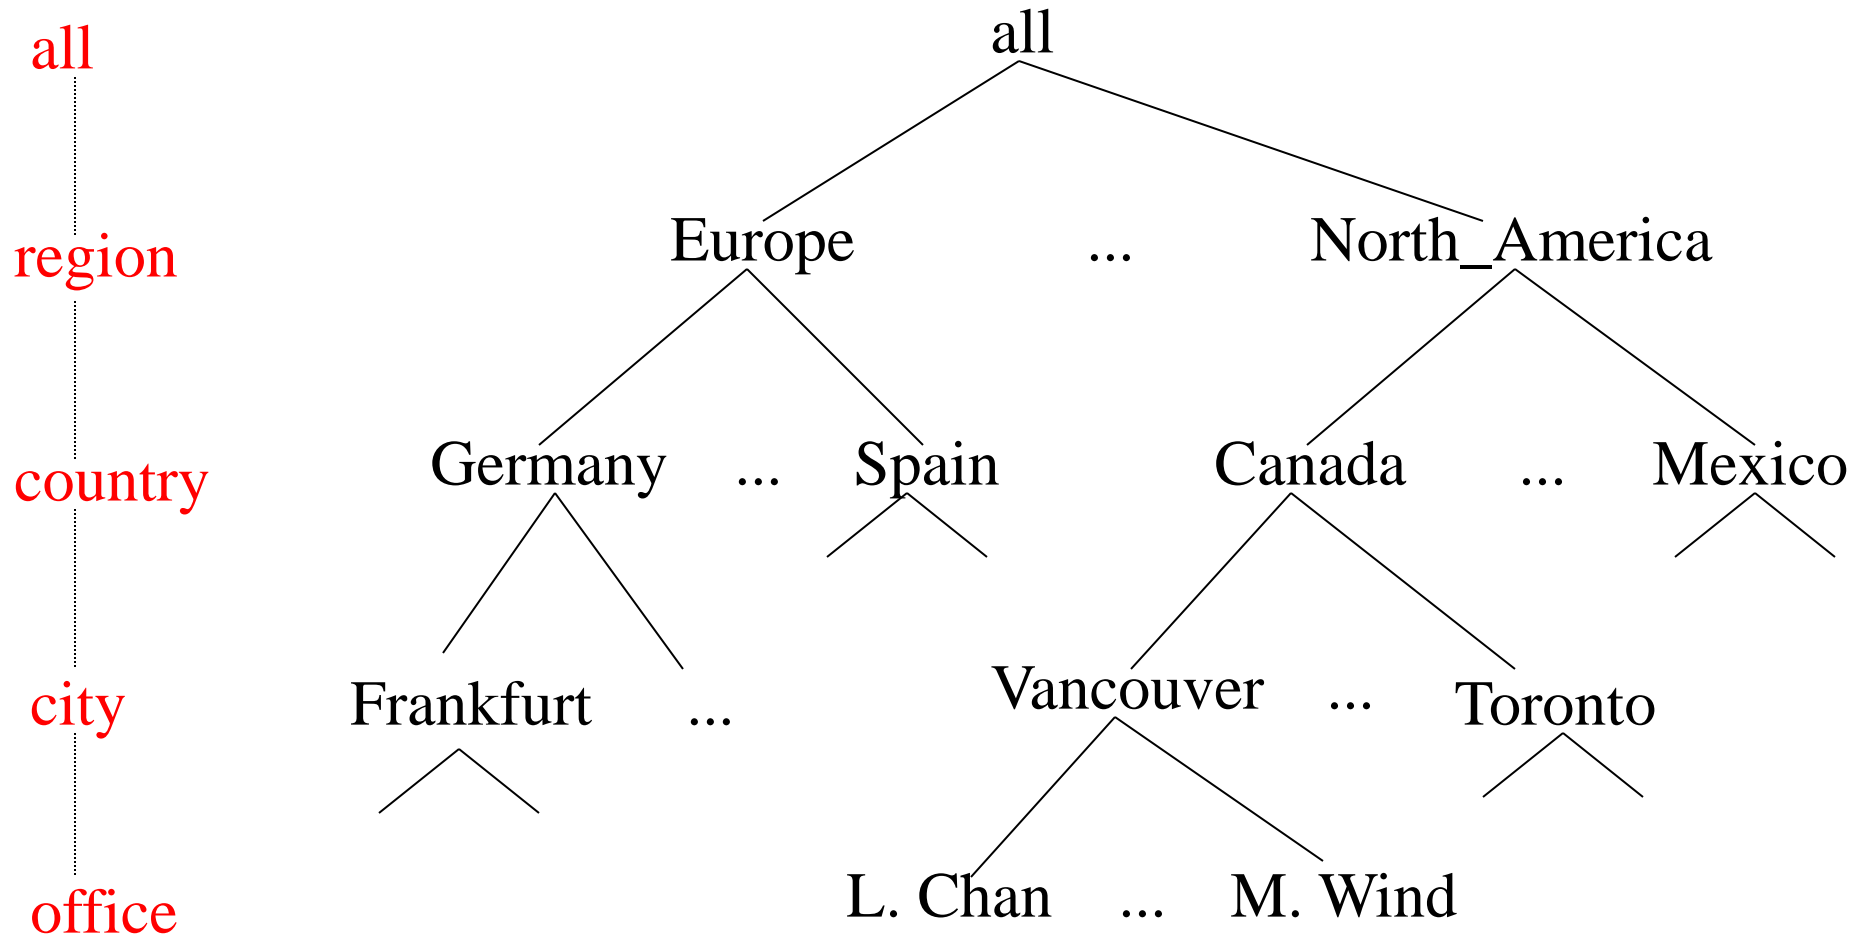 all all
region Europe ... North_America
country Germany ... Spain Canada ... Mexico
city Frankfurt ... Vancouver ... Toronto
office L. Chan ... M. Wind